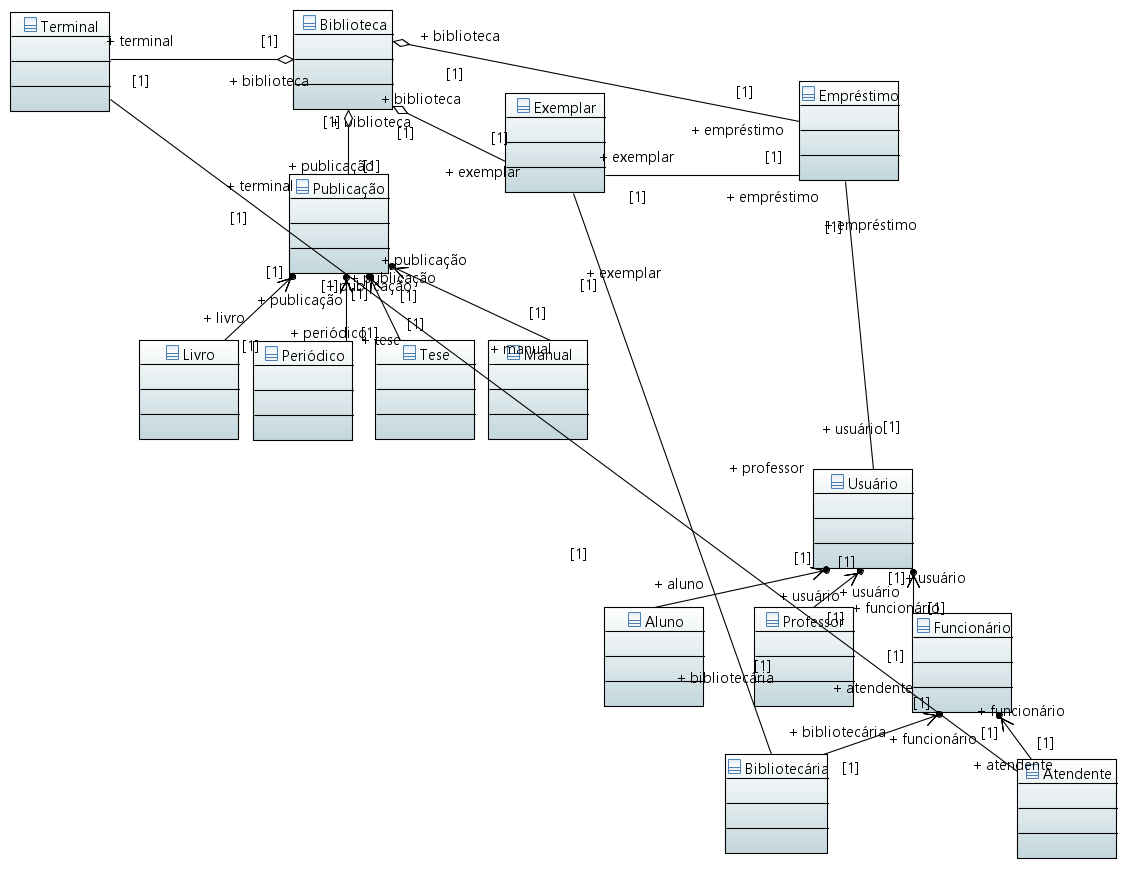 Terminal
Biblioteca
+ terminal
[1]
+ biblioteca
[1]
+ biblioteca
[1]
[1]
+ empréstimo
Empréstimo
+ biblioteca
[1]
[1]
+ exemplar
Exemplar
[1]
+ biblioteca
+ publicação
[1]
+ exemplar
[1]
[1]
+ empréstimo
Publicação
+ terminal
[1]
[1]
+ empréstimo
+ publicação
[1]
+ exemplar
[1]
[1]
+ publicação
+ publicação
[1]
+ publicação
[1]
[1]
+ livro
[1]
+ periódico
[1]
+ tese
[1]
+ manual
[1]
Livro
Periódico
Tese
Manual
+ usuário
[1]
+ professor
Usuário
[1]
[1]
[1]
[1]
+ usuário
+ aluno
+ usuário
+ usuário
+ funcionário
[1]
Aluno
Professor
[1]
Funcionário
[1]
[1]
+ bibliotecária
+ atendente
[1]
+ funcionário
+ bibliotecária
+ funcionário
[1]
[1]
+ atendente
Bibliotecária
[1]
Atendente